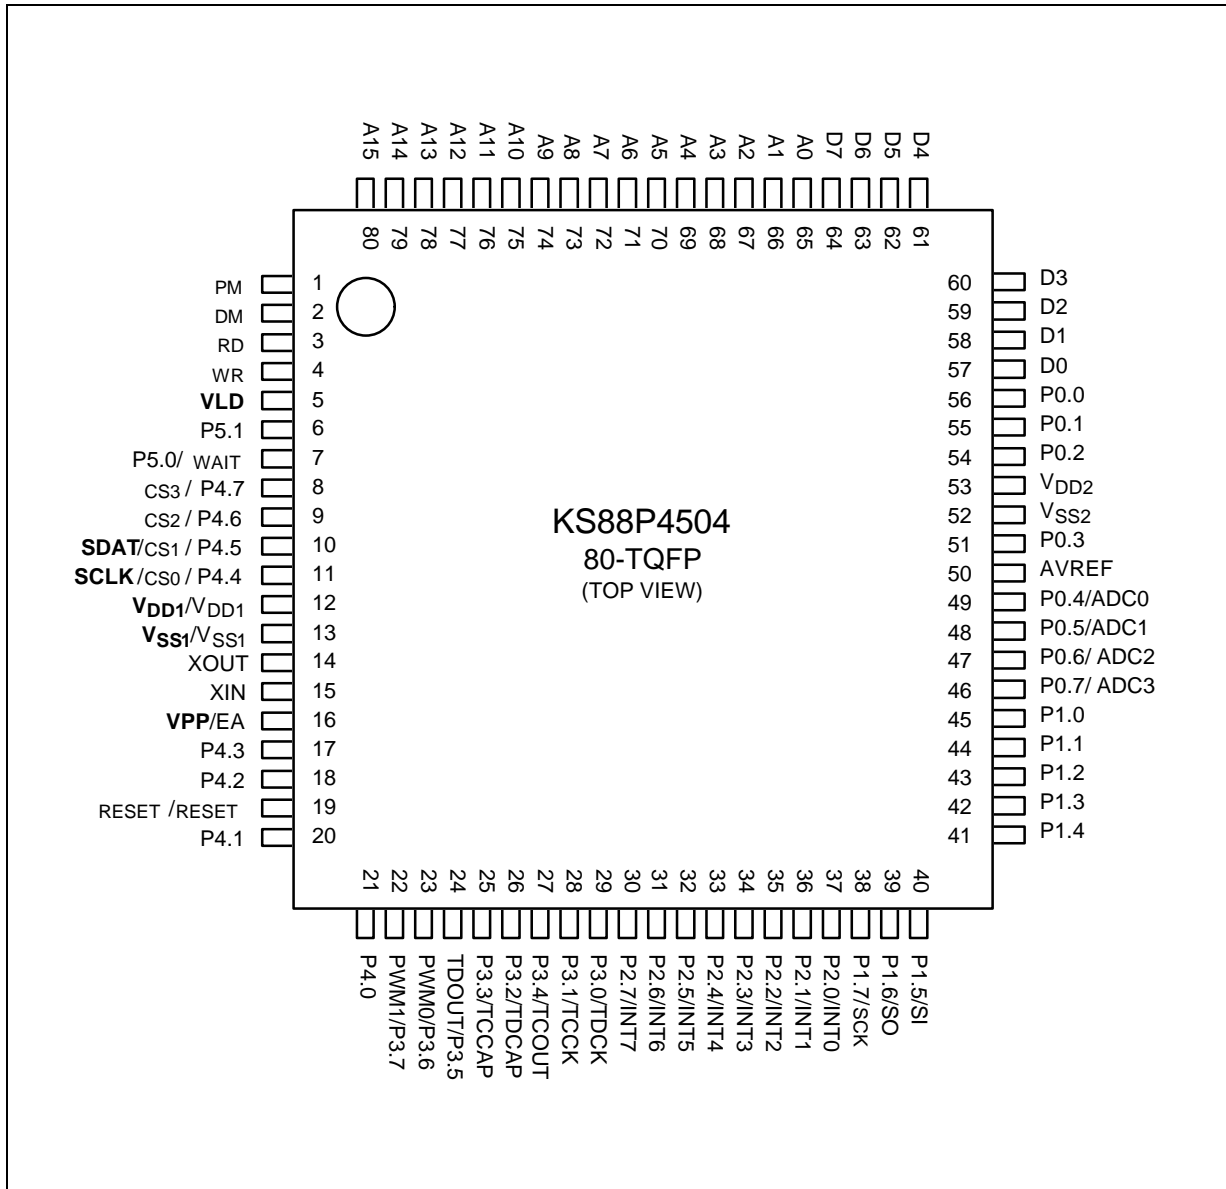 A15
A14
A13
A12
A11
A10
A9
A8
A7
A6
A5
A4
A3
A2
A1
A0
D7
D6
D5
D4
80
79
78
77
76
75
74
73
72
71
70
69
68
67
66
65
64
63
62
61
PM 1
DM 2
RD 3
WR 4
VLD 5
P5.1 6
P5.0/ WAIT 7
CS3 / P4.7 8
CS2 / P4.6 9
SDAT/CS1 / P4.5 10
SCLK /CS0 / P4.4 11
VDD1/VDD1 12
VSS1/VSS1 13
XOUT 14
XIN 15
VPP/EA 16
P4.3 17
P4.2 18
RESET /RESET 19
P4.1 20
KS88P4504
80-TQFP
(TOP VIEW)
60 D3
59 D2
58 D1
57 D0
56 P0.0
55 P0.1
54 P0.2
53 VDD2
52 VSS2
51 P0.3
50 AVREF
49 P0.4/ADC0
48 P0.5/ADC1
47 P0.6/ ADC2
46 P0.7/ ADC3
45 P1.0
44 P1.1
43 P1.2
42 P1.3
41 P1.4
21
22
23
24
25
26
27
28
29
30
31
32
33
34
35
36
37
38
39
40
P4.0
PWM1/P3.7
PWM0/P3.6
TDOUT/P3.5
P3.3/TCCAP
P3.2/TDCAP
P3.4/TCOUT
P3.1/TCCK
P3.0/TDCK
P2.7/INT7
P2.6/INT6
P2.5/INT5
P2.4/INT4
P2.3/INT3
P2.2/INT2
P2.1/INT1
P2.0/INT0
P1.7/SCK
P1.6/SO
P1.5/SI